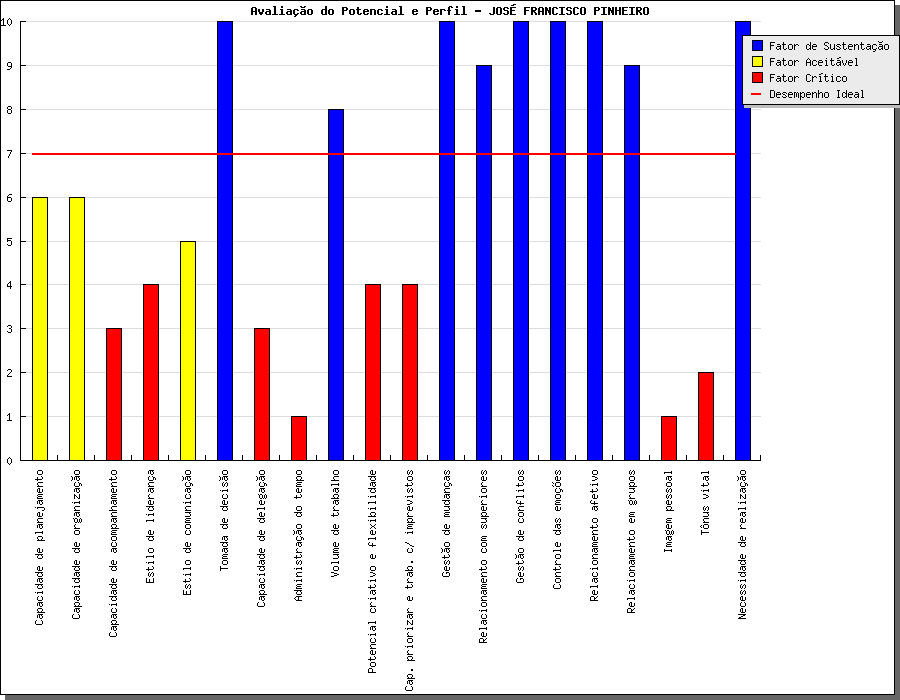 Avaliação do Potencial e Perfil - JOSÉ FRANCISCO PINHEIRO
10
9
8
7
6
5
4
3
2
1
0
Fator de Sustentação
Fator Aceitável
Fator Crítico
Desempenho Ideal
Capacidade de planejamento
Capacidade de organização
Capacidade de acompanhamento
Estilo de liderança
Estilo de comunicação
Tomada de decisão
Capacidade de delegação
Administração do tempo
Volume de trabalho
Potencial criativo e flexibilidade
Cap. priorizar e trab. c/ imprevistos
Gestão de mudanças
Relacionamento com superiores
Gestão de conflitos
Controle das emoções
Relacionamento afetivo
Relacionamento em grupos
Imagem pessoal
Tônus vital
Necessidade de realização